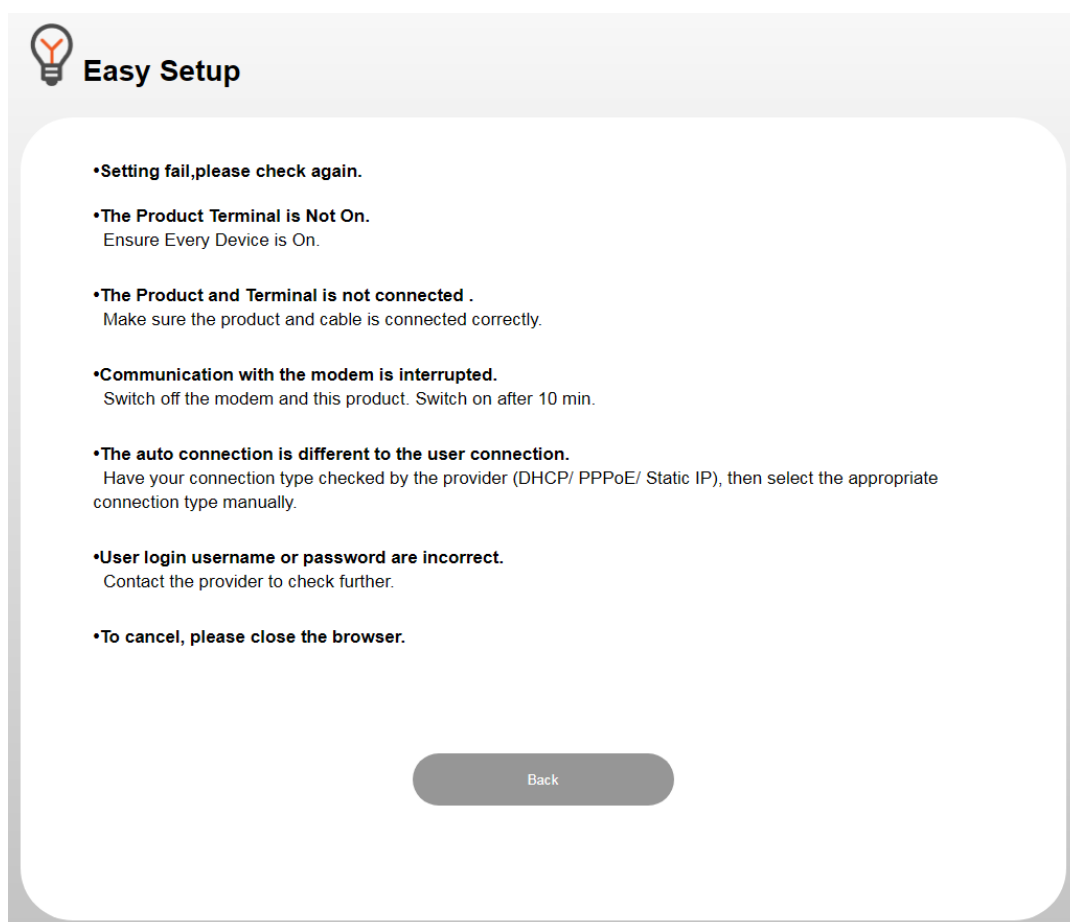 Easy Setup
•Setting fail,please check again.
•The Product Terminal is Not On.
Ensure Every Device is On.
•The Product and Terminal is not connected .
Make sure the product and cable is connected correctly.
•Communication with the modem is interrupted.
Switch off the modem and this product. Switch on after 10 min.
•The auto connection is different to the user connection.
Have your connection type checked by the provider (DHCP/ PPPoE/ Static IP), then select the appropriate
connection type manually.
•User login username or password are incorrect.
Contact the provider to check further.
•To cancel, please close the browser.
Back